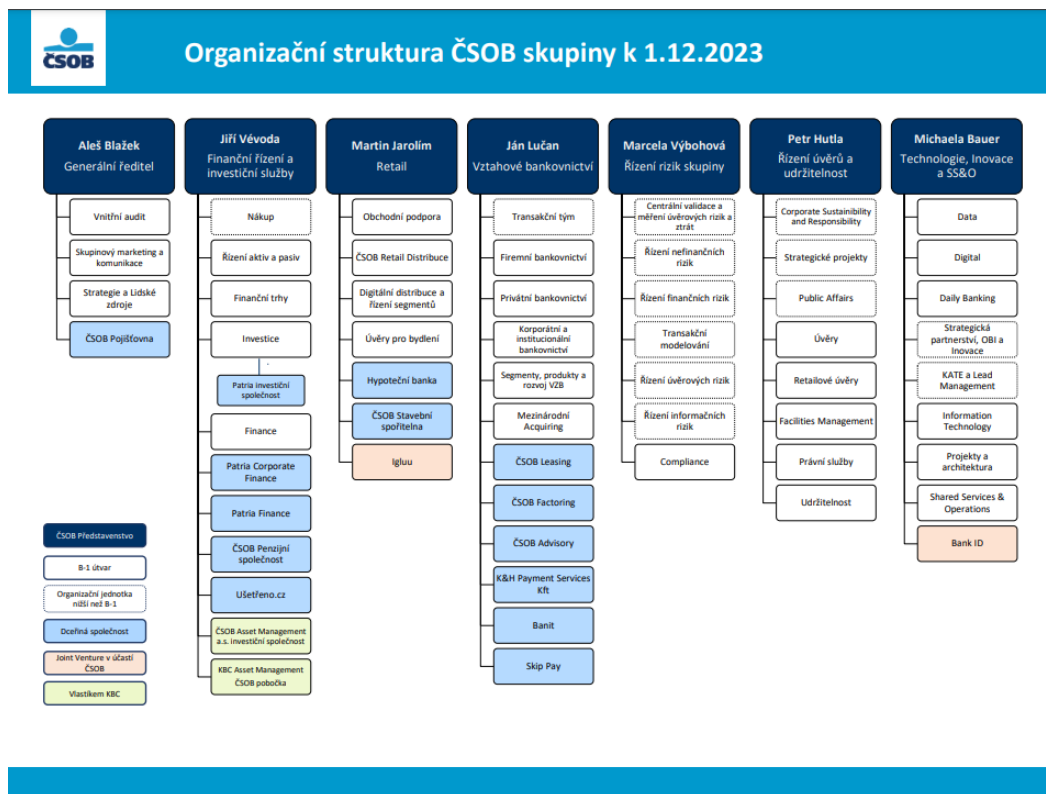 ČSOB
Organizační struktura ČSOB skupiny k 1.12.2023
Aleš Blažek
Generální ředitel
Vnitřní audit
Skupinový marketing a
komunikace
Strategie a Lidské
zdroje
ČSOB Pojišťovna
Jiří Vévoda
Finanční řízení a
investiční služby
Nákup
Řízení aktiv a pasiv
Finanční trhy
Investice
Patria investiční
společnost
Finance
Patria Corporate
Finance
Patria Finance
ČSOB Penzijní
společnost
Ušetřeno.cz
ČSOB Asset Management
a.s. investiční společnost
KBC Asset Management
ČSOB pobočka
Martin Jarolím
Retail
Obchodní podpora
ČSOB Retail Distribuce
Digitální distribuce a
řízení segmentů
Úvěry pro bydlení
Hypoteční banka
ČSOB Stavební
spořitelna
Igluu
Ján Lučan
Vztahové bankovnictví
Transakční tým
Firemní bankovnictví
Privátní bankovnictví
Korporátní a
institucionální
bankovnictví
Segmenty, produkty a
rozvoj VZB
Mezinárodní
Acquiring
ČSOB Leasing
ČSOB Factoring
ČSOB Advisory
K&H Payment Services
Kft
Banit
Skip Pay
Marcela Výbohová
Řízení rizik skupiny
Centrální validace a
měření úvěrových rizik a
ztrát
Řízení nefinančních
rizik
Řízení finančních rizik
Transakční
modelování
Řízení úvěrových rizik
Řízení informačních
rizik
Compliance
Petr Hutla
Řízení úvěrů a
udržitelnost
Corporate Sustainibility
and Responsibility
Strategické projekty
Public Affairs
Úvěry
Retailové úvěry
Facilities Management
Právní služby
Udržitelnost
Michaela Bauer
Technologie, Inovace
a SS&O
Data
Digital
Daily Banking
Strategická
partnerství, OBI a
Inovace
KATE a Lead
Management
Information
Technology
Projekty a
architektura
Shared Services &
Operations
Bank ID
ČSOB Představenstvo
B-1 útvar
Organizační jednotka
nižší než B-1
Dceřiná společnost
Joint Venture v účastí
ČSOB
Vlastíkem KBC